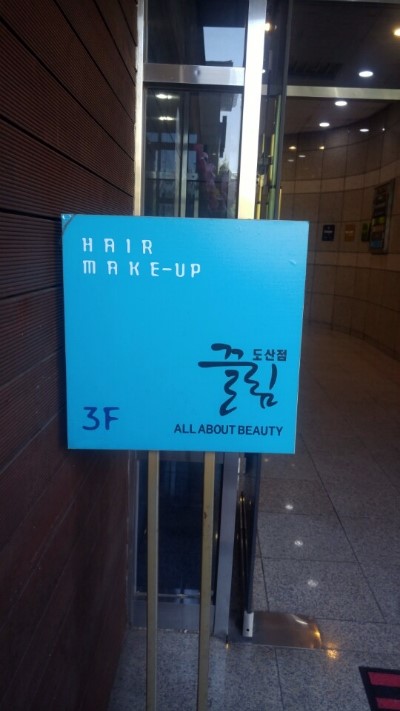 HAIR
MAKE-UP
도산점
끌림
3F
ALL ABOUT BEAUTY